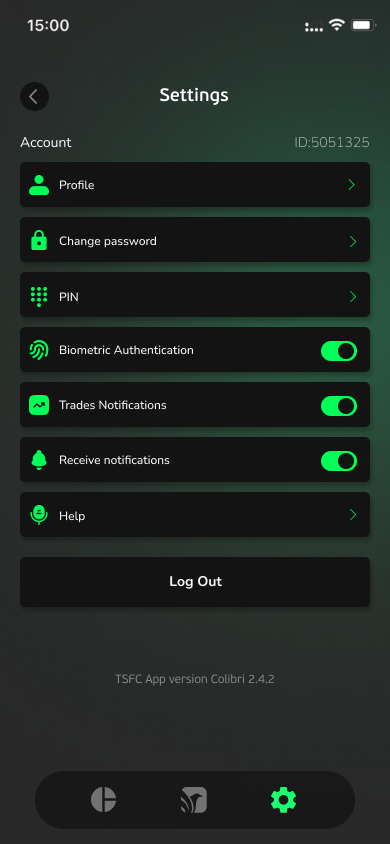 15:00
Settings
Account ID:5051325
Profile
Change password
PIN
Biometric Authentication
Trades Notifications
Receive notifications
Help
Log Out
TSFC App version Colibri 2.4.2